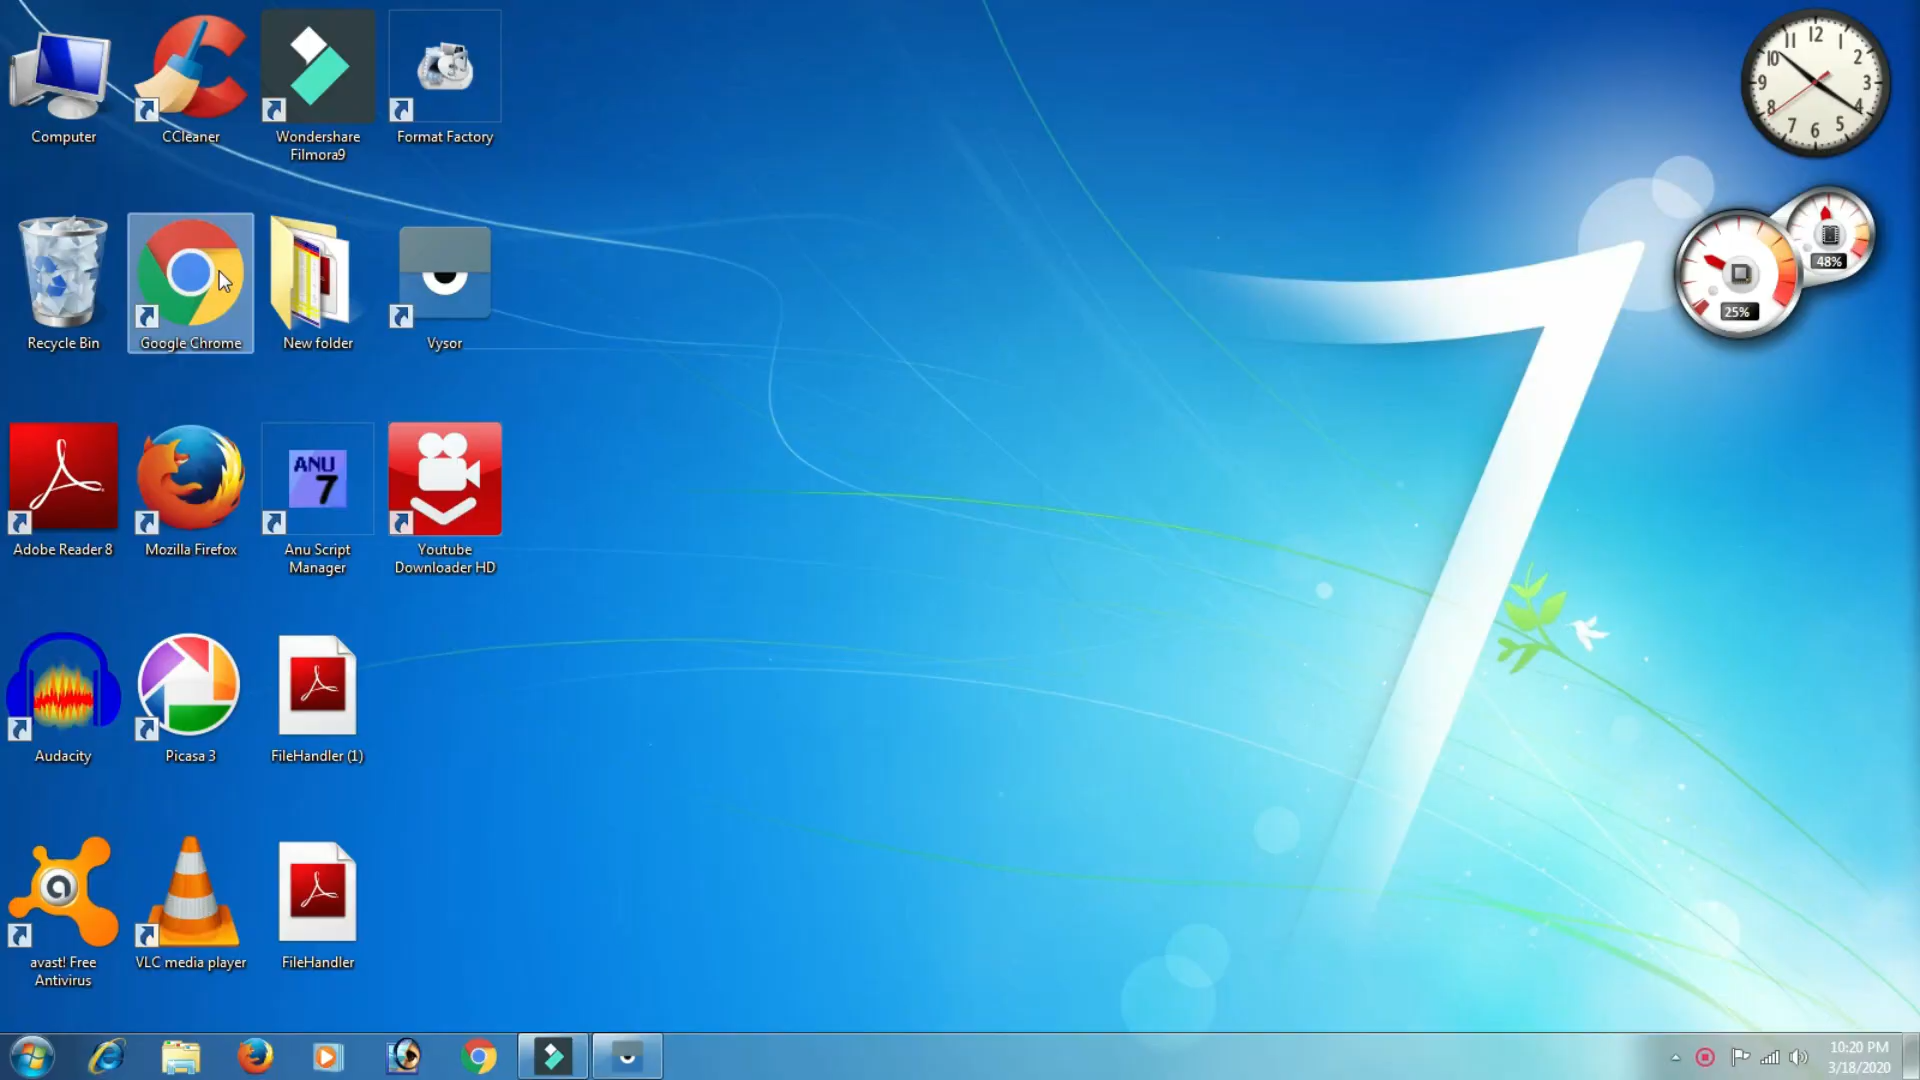 Computer
CCleaner
Wondershare
Filmora9
Format Factory
12
11
1
10
2
9
3
8
4
7
5
6
Recycle Bin
Google Chrome
New folder
Vysor
48%
25%
7
ANU
7
Adobe Reader 8
Mozilla Firefox
Anu Script
Manager
Youtube
Downloader HD
Audacity
Picasa 3
FileHandler (1)
a
avast! Free
Antivirus
VLC media player
FileHandler
10:20 PM
3/18/2020